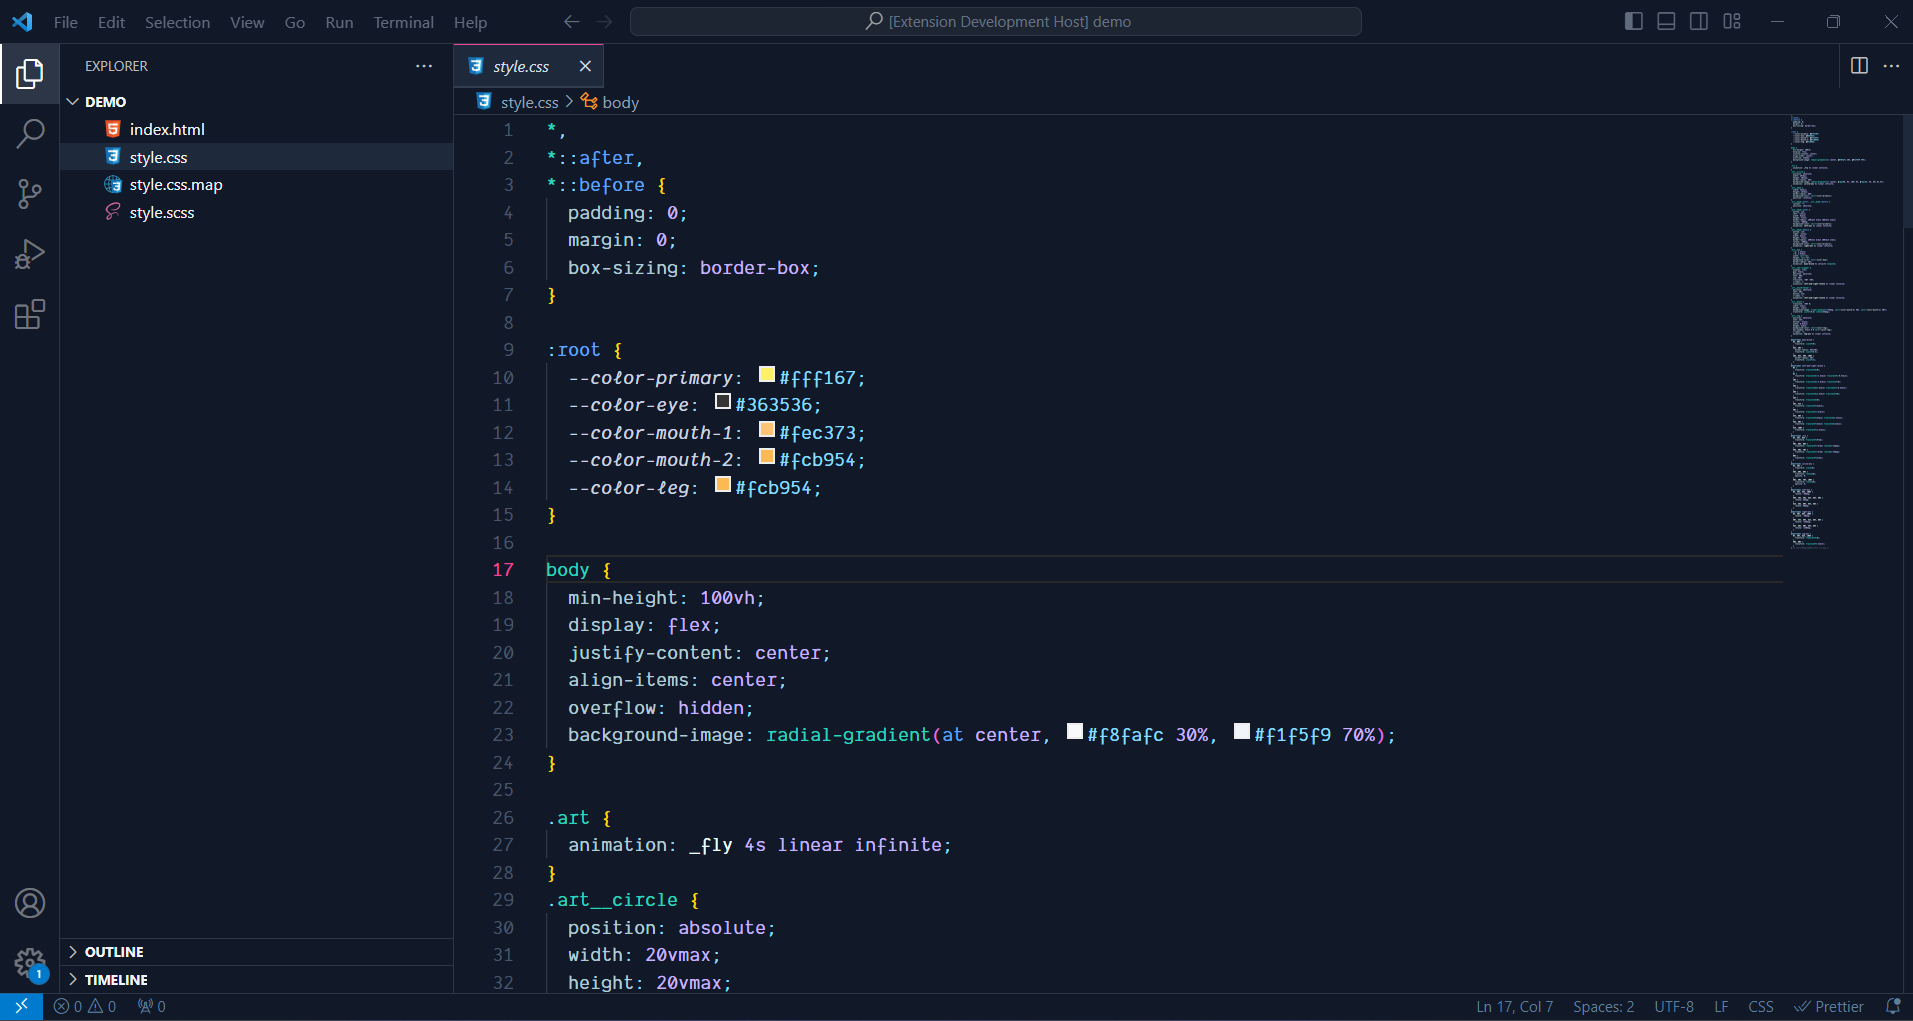 File Edit Selection View Go Run Terminal Help [Extension Development Host] demo
EXPLORER
DEMO
index.html
style.css
style.css.map
style.scss
OUTLINE
TIMELINE
style.css
style.css body
1 *,
2 *::after,
3 *::before {
4 padding: 0;
5 margin: 0;
6 box-sizing: border-box;
7 }
8
9 :root {
10 --color-primary: #fff167;
11 --color-eye: #363536;
12 --color-mouth-1: #fec373;
13 --color-mouth-2: #fcb954;
14 --color-leg: #fcb954;
15 }
16
17 body {
18 min-height: 100vh;
19 display: flex;
20 justify-content: center;
21 align-items: center;
22 overflow: hidden;
23 background-image: radial-gradient(at center, #f8fafc 30%, #f1f5f9 70%);
24 }
25
26 .art {
27 animation: _fly 4s linear infinite;
28 }
29 .art__circle {
30 position: absolute;
31 width: 20vmax;
32 height: 20vmax;
1
0 0 0 Ln 17, Col 7 Spaces: 2 UTF-8 LF CSS Prettier